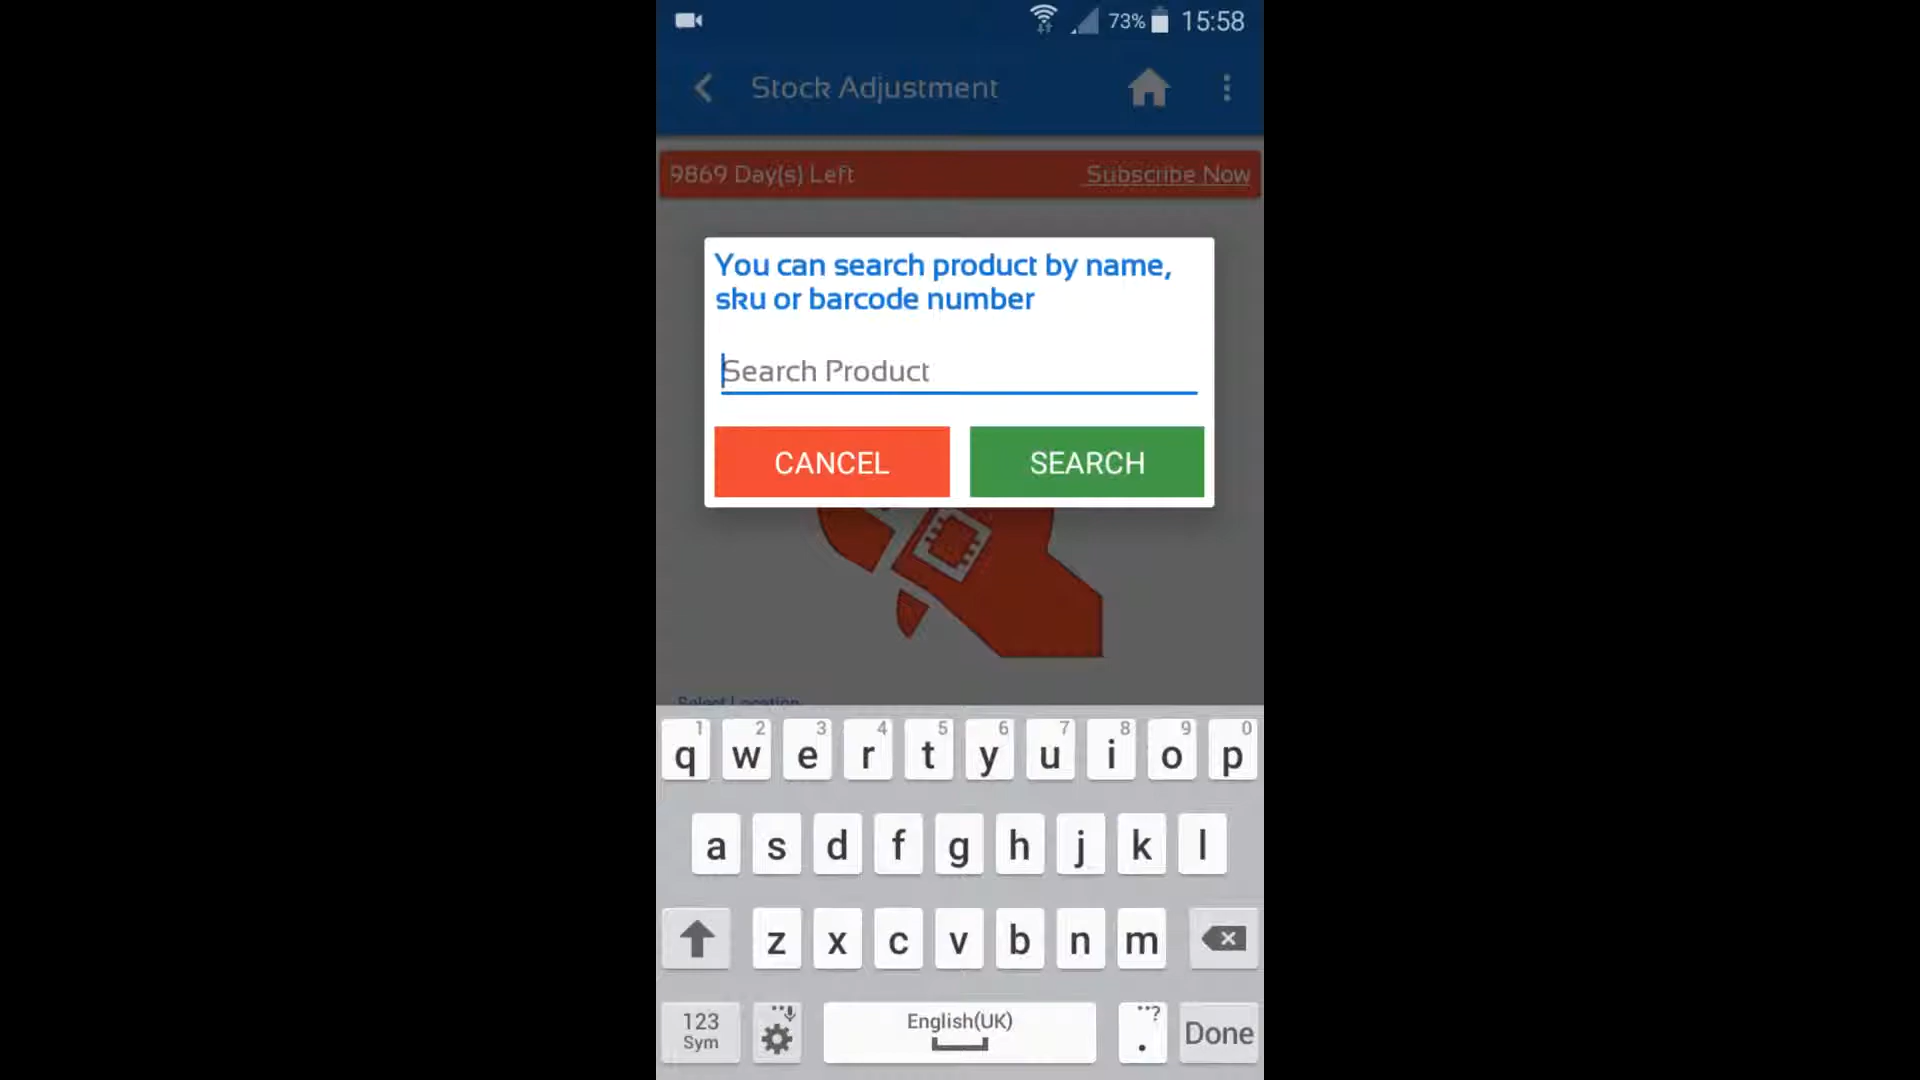 73% 15:58
Stock Adjustment
9869 Day(s) Left Subscribe Now
You can search product by name,
sku or barcode number
Search Product
CANCEL SEARCH
Select Location
1 2 3 4 5 6 7 8 9 0
q w e r t y u i o p
a s d f g h j k l
z x c v b n m
123
Sym
English(UK)
. ?
Done